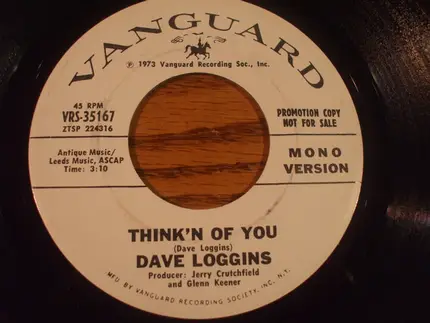 VANGUARD
℗ 1973 Vanguard Recording Soc., Inc.
45 RPM
VRS-35167
ZTSP 224316
PROMOTION COPY
NOT FOR SALE
Antique Music/
Leeds Music, ASCAP
Time: 3:10
MONO
VERSION
THINK'N OF YOU
(Dave Loggins)
DAVE LOGGINS
Producer: Jerry Crutchfield
and Glenn Keener
MFG. BY VANGUARD RECORDING SOCIETY, INC. N.Y.